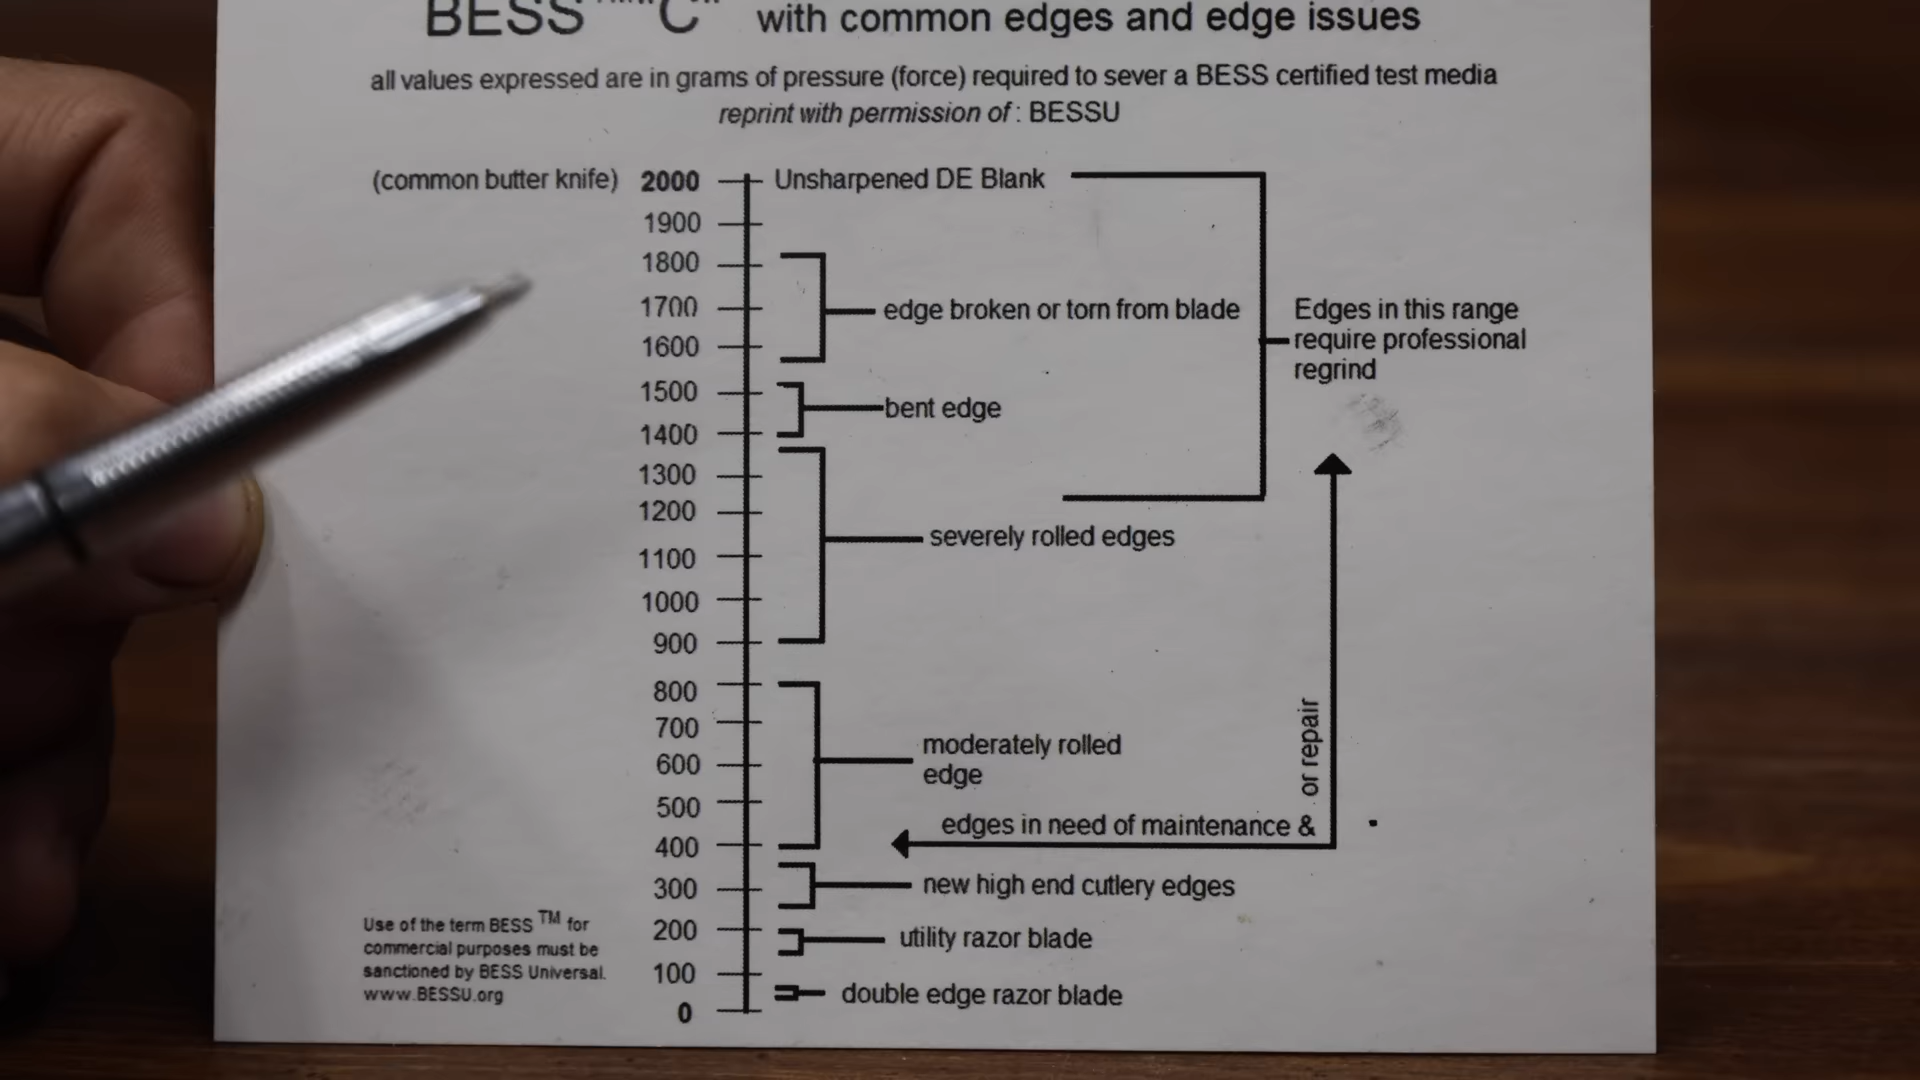 BESS "C" with common edges and edge issues
all values expressed are in grams of pressure (force) required to sever a BESS certified test media
reprint with permission of : BESSU
(common butter knife) 2000 Unsharpened DE Blank
1900
1800
1700 edge broken or torn from blade
1600
1500
bent edge
1400
1300
1200
severely rolled edges
1100
1000
900
800
700
moderately rolled
edge
600
500
edges in need of maintenance &
or repair
400
300 new high end cutlery edges
200 utility razor blade
100
double edge razor blade
0
Edges in this range
require professional
regrind
Use of the term BESS TM for
commercial purposes must be
sanctioned by BESS Universal.
www.BESSU.org